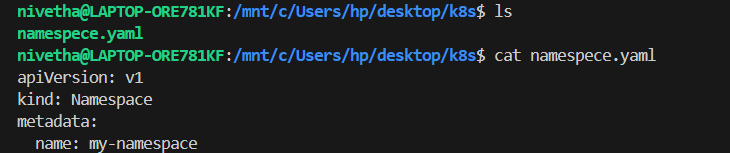 nivetha@LAPTOP-ORE781KF:/mnt/c/Users/hp/desktop/k8s$ ls
namespece.yaml
nivetha@LAPTOP-ORE781KF:/mnt/c/Users/hp/desktop/k8s$ cat namespece.yaml
apiVersion: v1
kind: Namespace
metadata:
  name: my-namespace